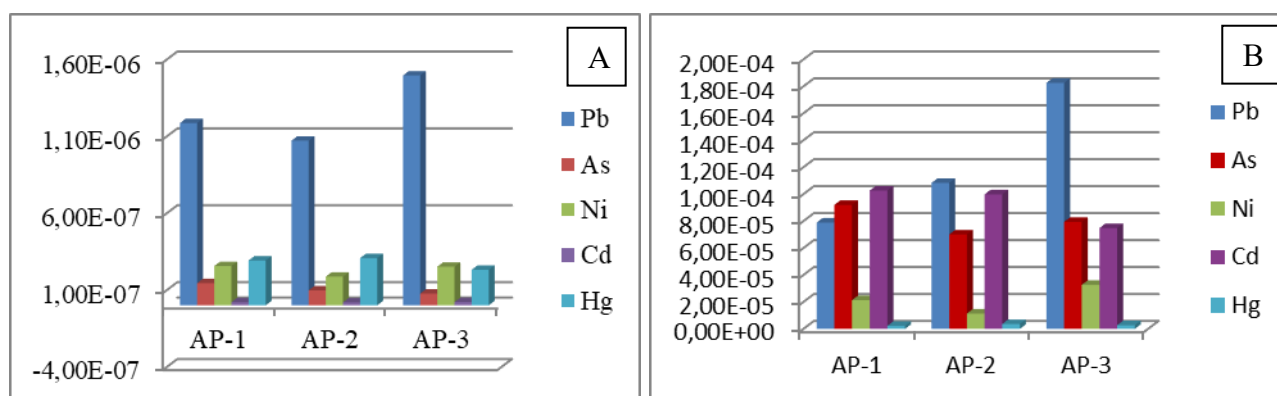 A
1,60E-06
1,10E-06
6,00E-07
1,00E-07
-4,00E-07
AP-1 AP-2 AP-3
Pb
As
Ni
Cd
Hg
B
2,00E-04
1,80E-04
1,60E-04
1,40E-04
1,20E-04
1,00E-04
8,00E-05
6,00E-05
4,00E-05
2,00E-05
0,00E+00
AP-1 AP-2 AP-3
Pb
As
Ni
Cd
Hg